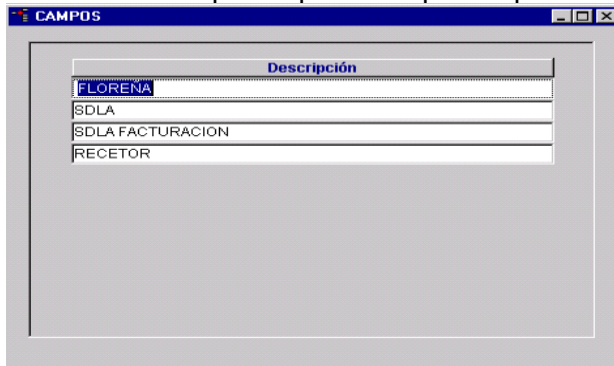 CAMPOS
Descripción
FLOREÑA
SDLA
SDLA FACTURACION
RECETOR